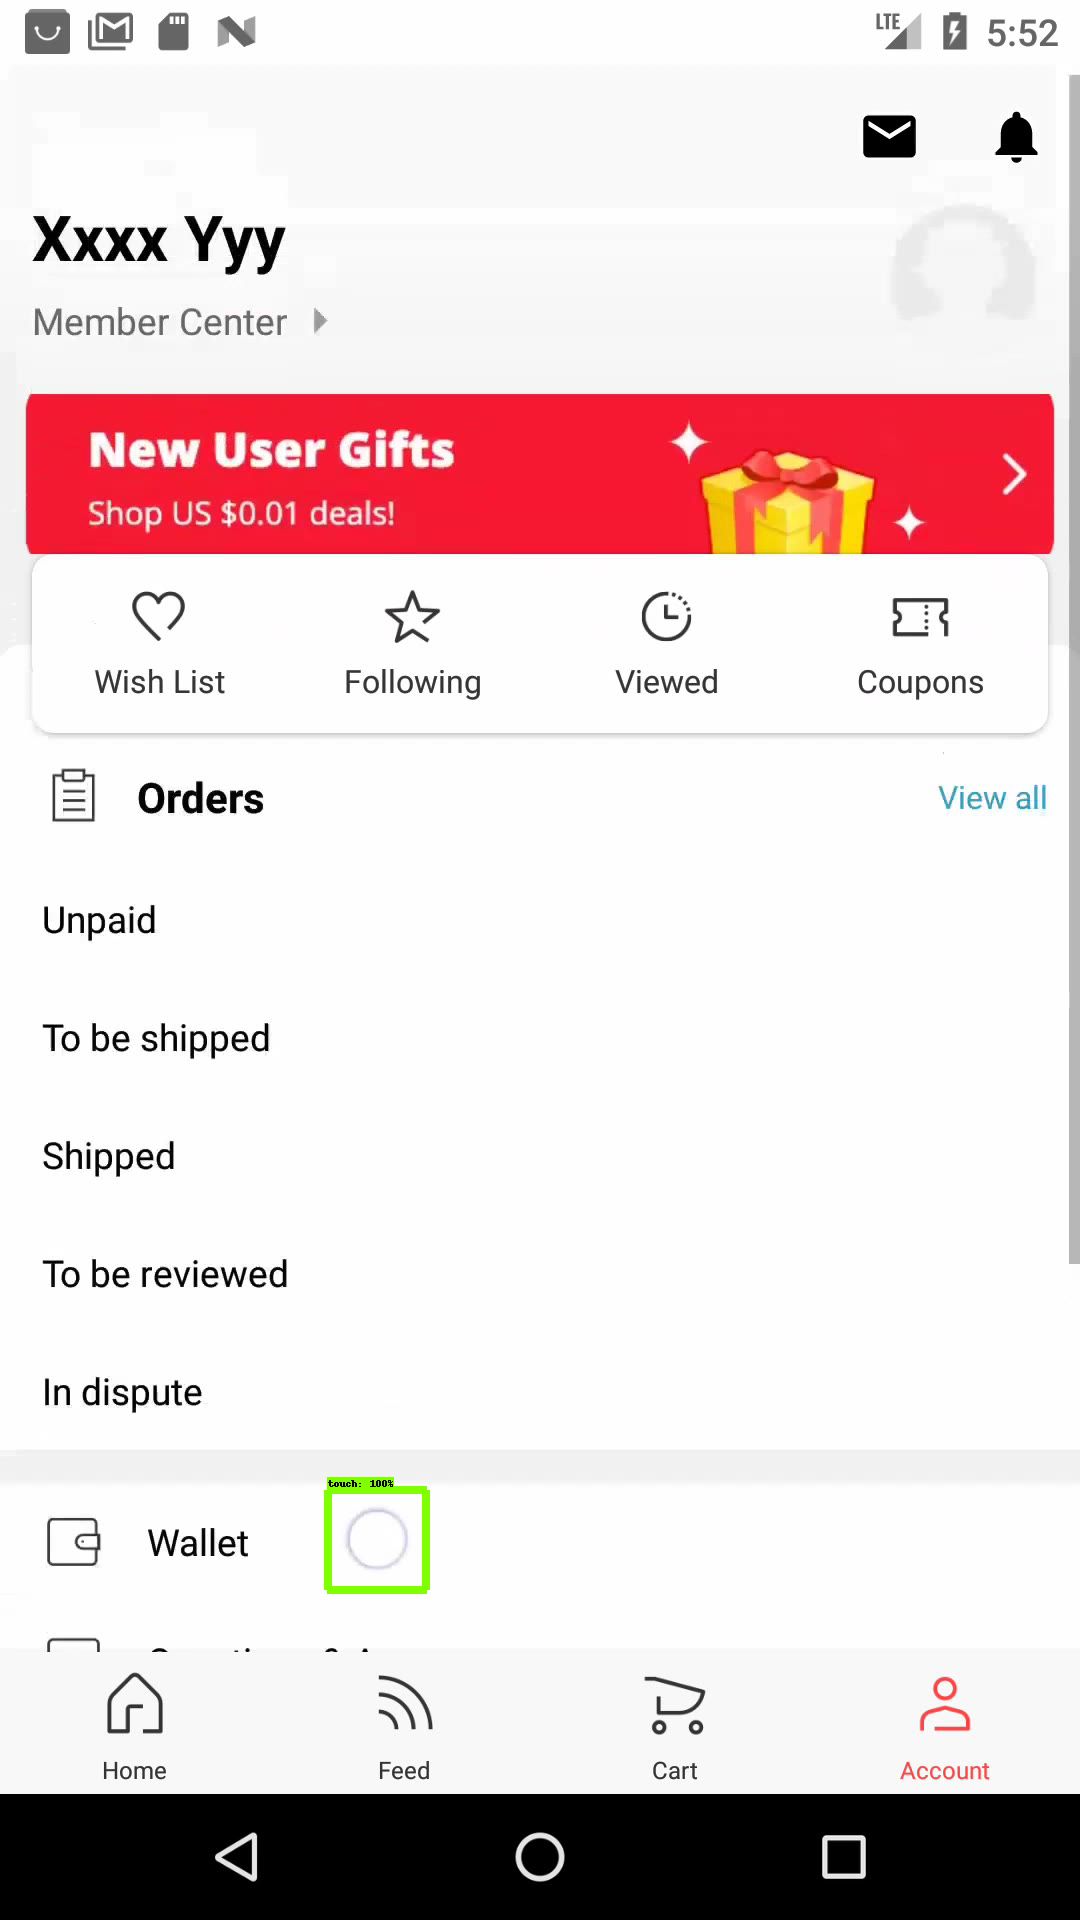 LTE 5:52
Xxxx Yyy
Member Center
New User Gifts
Shop US $0.01 deals!
Wish List Following Viewed Coupons
Orders View all
Unpaid
To be shipped
Shipped
To be reviewed
In dispute
touch: 100%
Wallet
Home Feed Cart Account